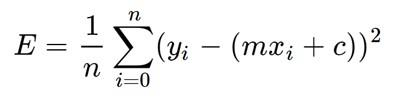 E = \frac{1}{n} \sum_{i=0}^{n} (y_i - (mx_i + c))^2